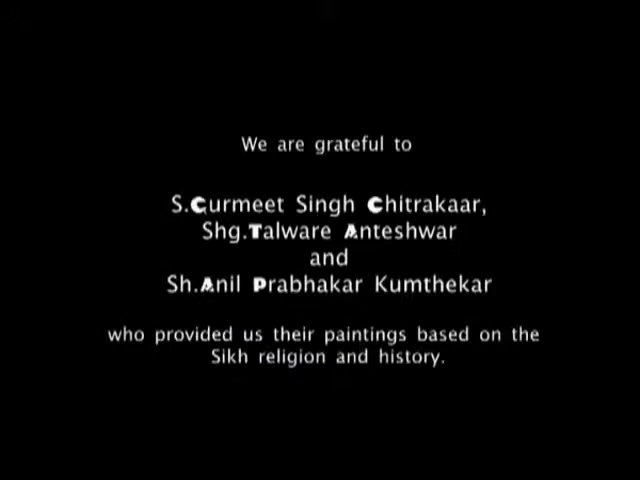 We are grateful to
S.Gurmeet Singh Chitrakaar,
Shg.Talware Anteshwar
and
Sh.Anil Prabhakar Kumthekar
who provided us their paintings based on the
Sikh religion and history.